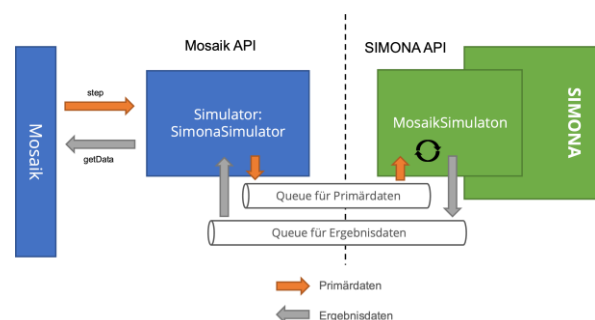 Mosaik API
SIMONA API
Mosaik
step
getData
Simulator:
SimonaSimulator
MosaikSimulaton
SIMONA
Queue für Primärdaten
Queue für Ergebnisdaten
Primärdaten
Ergebnisdaten